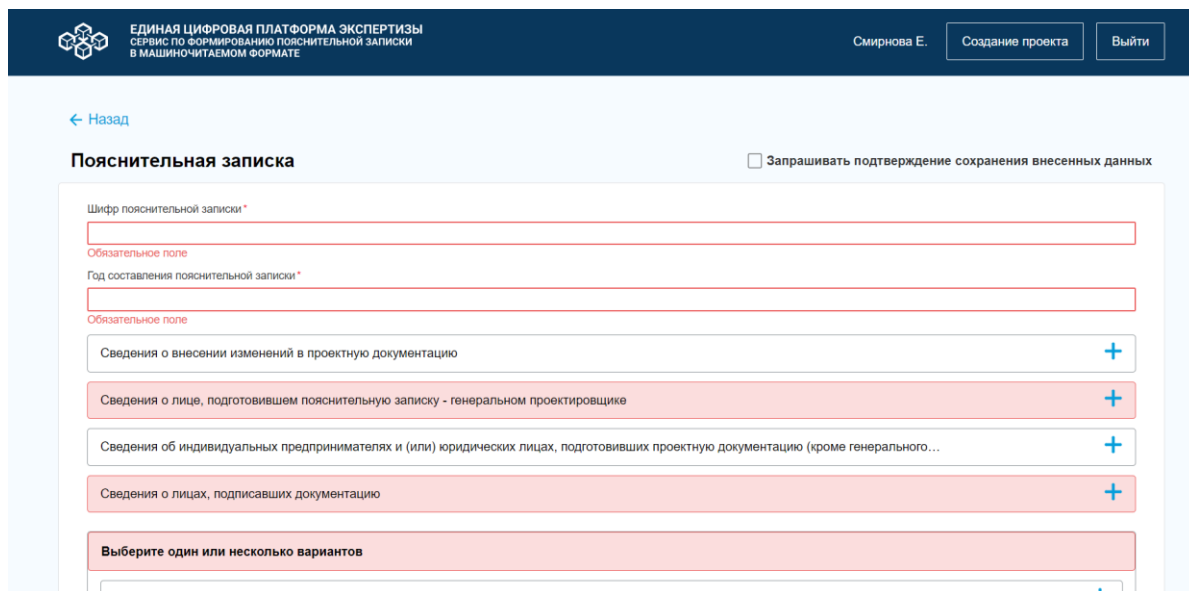 ЕДИНАЯ ЦИФРОВАЯ ПЛАТФОРМА ЭКСПЕРТИЗЫ
СЕРВИС ПО ФОРМИРОВАНИЮ ПОЯСНИТЕЛЬНОЙ ЗАПИСКИ
В МАШИНОЧИТАЕМОМ ФОРМАТЕ
Смирнова Е.
Создание проекта
Выйти
← Назад
Пояснительная записка
Запрашивать подтверждение сохранения внесенных данных
Шифр пояснительной записки*
Обязательное поле
Год составления пояснительной записки*
Обязательное поле
Сведения о внесении изменений в проектную документацию
Сведения о лице, подготовившем пояснительную записку - генеральном проектировщике
Сведения об индивидуальных предпринимателях и (или) юридических лицах, подготовивших проектную документацию (кроме генерального…
Сведения о лицах, подписавших документацию
Выберите один или несколько вариантов